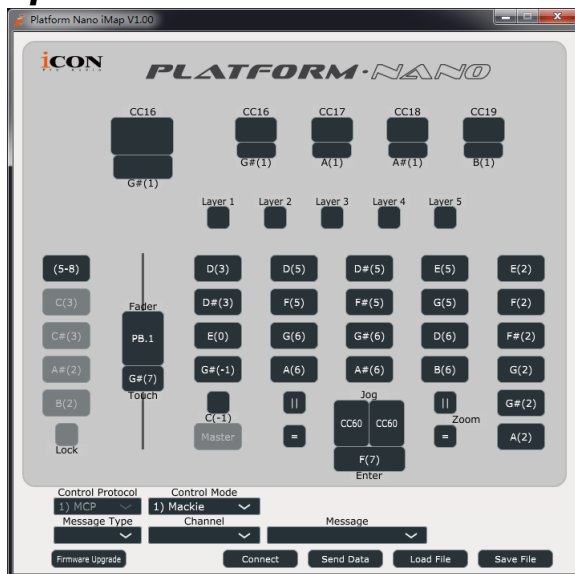 Platform Nano iMap V1.00
iCON
PRO AUDIO
PLATFORM·NANO
CC16 CC16 CC17 CC18 CC19
G#(1) A(1) A#(1) B(1)
G#(1)
Layer 1 Layer 2 Layer 3 Layer 4 Layer 5
(5-8) D(3) D(5) D#(5) E(5) E(2)
C(3) Fader D#(3) F(5) F#(5) G(5) F(2)
C#(3) PB.1 E(0) G(6) G#(6) D(6) F#(2)
A#(2) G#(7) G#(-1) A(6) A#(6) B(6) G(2)
Touch Jog
B(2) C(-1) || CC60 CC60 || G#(2)
Zoom
Lock Master = = A(2)
F(7)
Enter
Control Protocol Control Mode
1) MCP 1) Mackie
Message Type Channel Message
Firmware Upgrade Connect Send Data Load File Save File